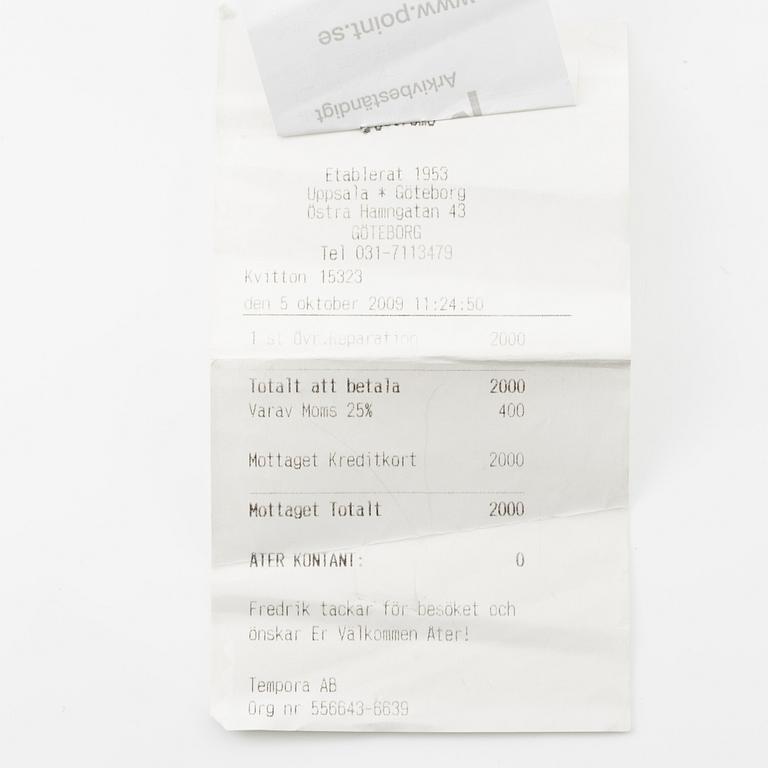 www.point.se
Arkivbeständigt
Etablerat 1953
Uppsala * Göteborg
Östra Hamngatan 43
GÖTEBORG
Tel 031-7113479
Kvitton 15323
den 5 oktober 2009 11:24:50
1 st Övr.Reparation 2000
Totalt att betala 2000
Varav Moms 25% 400
Mottaget Kreditkort 2000
Mottaget Totalt 2000
ÅTER KONTANT: 0
Fredrik tackar för besöket och
önskar Er Välkommen Åter!
Tempora AB
Org nr 556643-6639